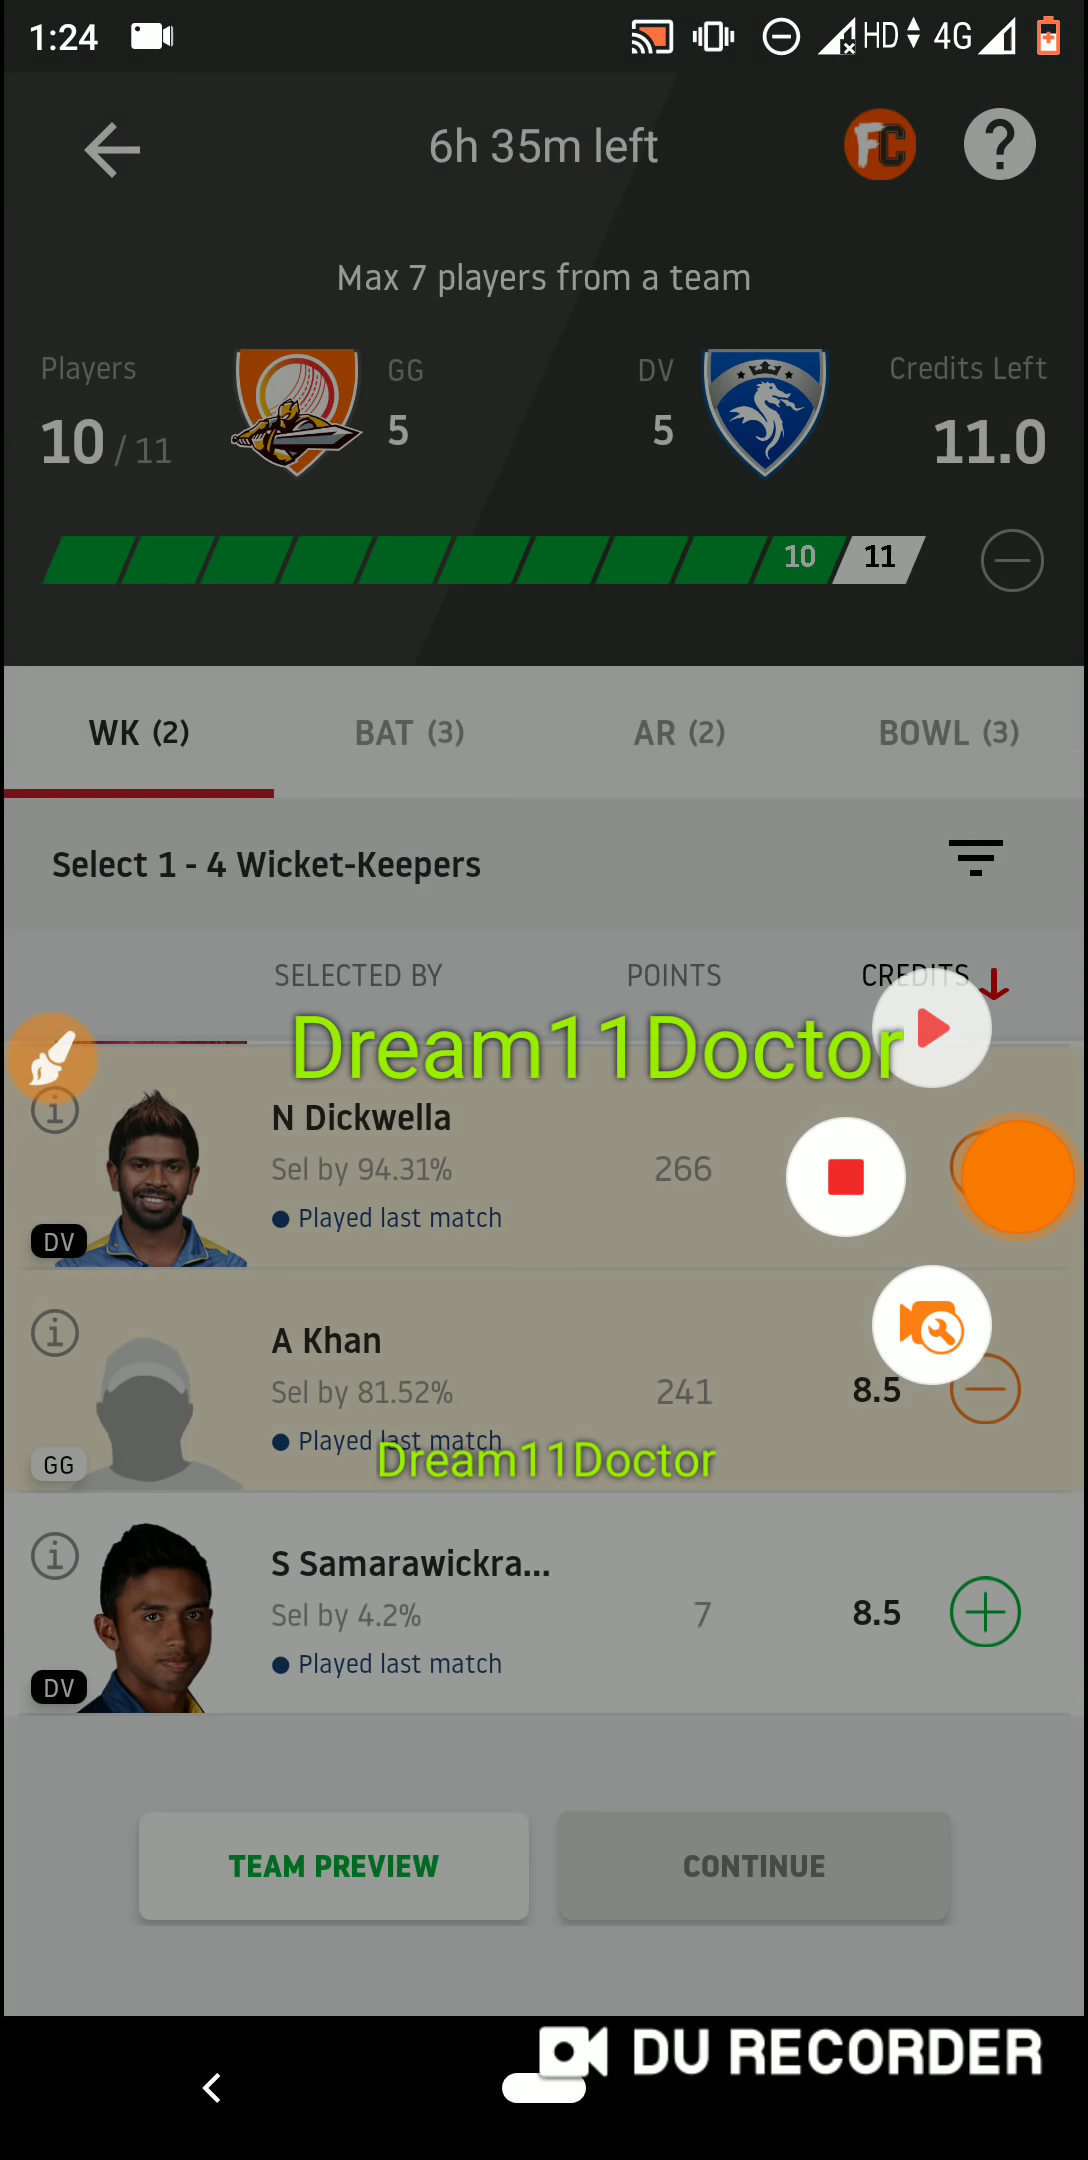 1:24 HD 4G
6h 35m left FC ?
Max 7 players from a team
Players GG DV Credits Left
10 / 11 5 5 11.0
10 11
WK (2) BAT (3) AR (2) BOWL (3)
Select 1 - 4 Wicket-Keepers
SELECTED BY POINTS CREDITS
Dream11Doctor
N Dickwella
Sel by 94.31% 266
Played last match
DV
A Khan
Sel by 81.52% 241 8.5
Played last match
GG
Dream11Doctor
S Samarawickra...
Sel by 4.2% 7 8.5
Played last match
DV
TEAM PREVIEW CONTINUE
DU RECORDER